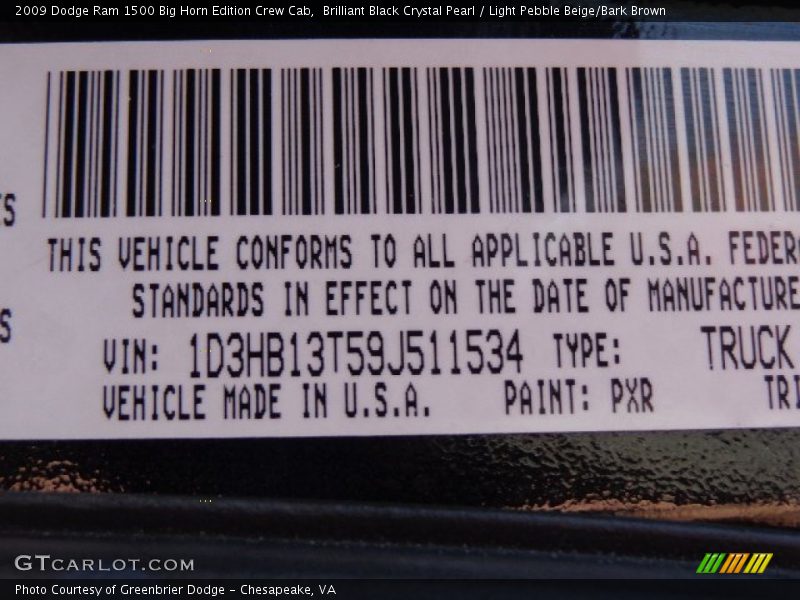 2009 Dodge Ram 1500 Big Horn Edition Crew Cab,  Brilliant Black Crystal Pearl / Light Pebble Beige/Bark Brown
THIS VEHICLE CONFORMS TO ALL APPLICABLE U.S.A. FEDER
STANDARDS IN EFFECT ON THE DATE OF MANUFACTURE
VIN: 1D3HB13T59J511534 TYPE: TRUCK
VEHICLE MADE IN U.S.A. PAINT: PXR TRI
GTCARLOT.COM
Photo Courtesy of Greenbrier Dodge – Chesapeake, VA